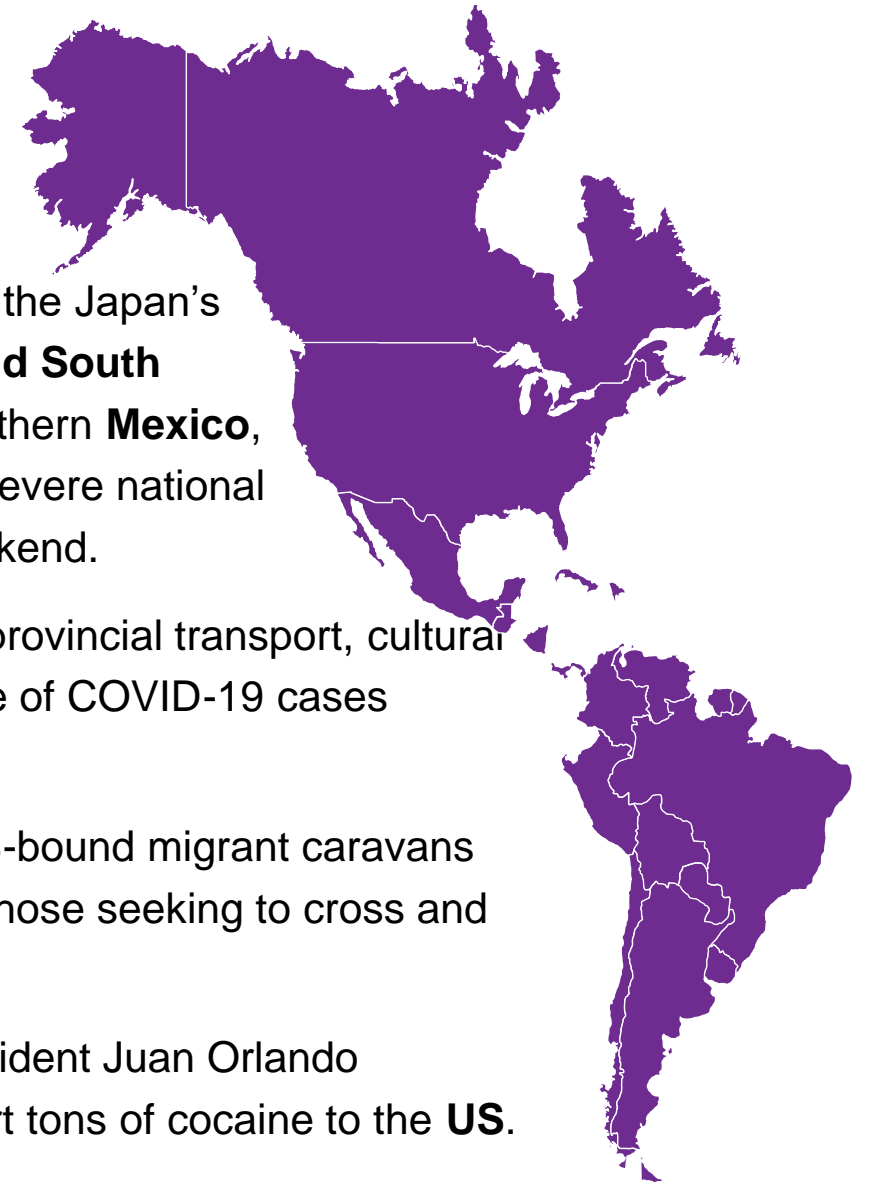 the Japan’s
d South
thern Mexico,
evere national
kend.
provincial transport, cultural
e of COVID-19 cases
-bound migrant caravans
hose seeking to cross and
ident Juan Orlando
rt tons of cocaine to the US.